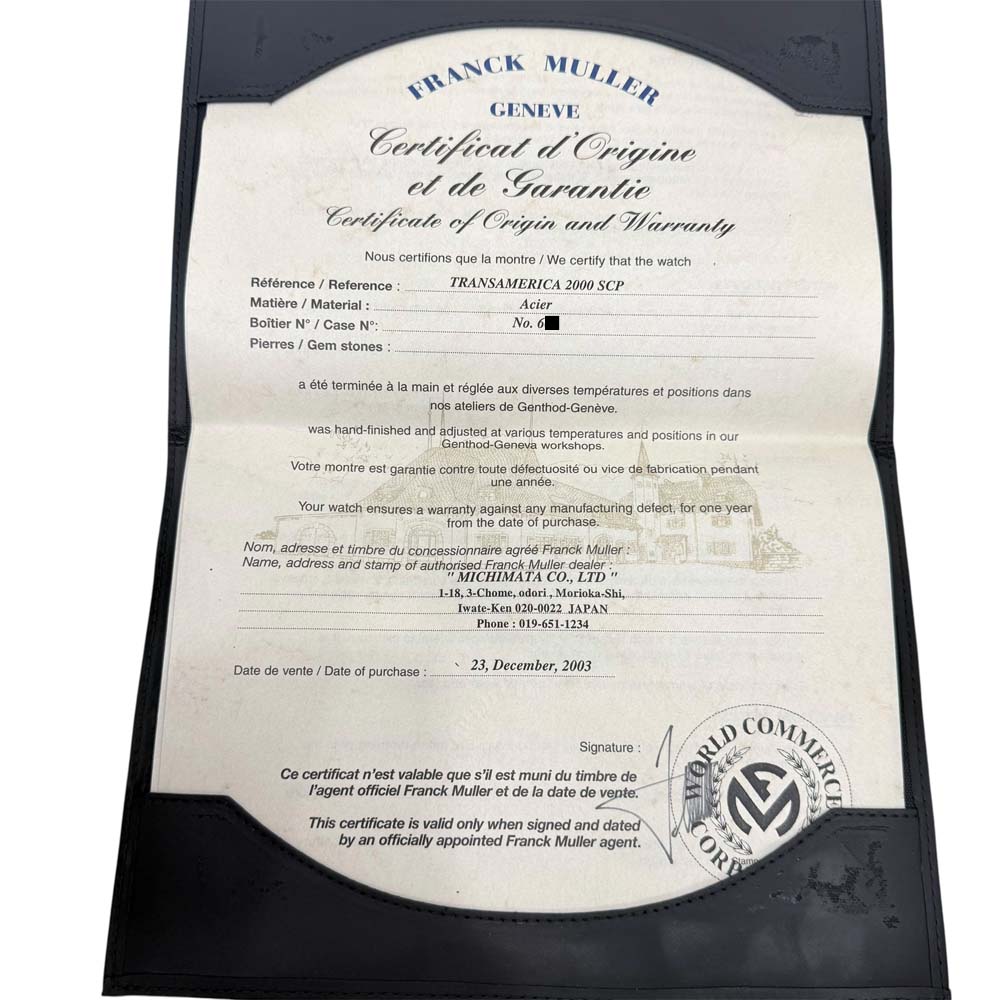 FRANCK MULLER
GENEVE
Certificat d'Origine
et de Garantie
Certificate of Origin and Warranty
Nous certifions que la montre / We certify that the watch
Référence / Reference : TRANSAMERICA 2000 SCP
Matière / Material : Acier
Boîtier N° / Case N°: No. 6
Pierres / Gem stones :
a été terminée à la main et réglée aux diverses températures et positions dans
nos ateliers de Genthod-Genève.
was hand-finished and adjusted at various temperatures and positions in our
Genthod-Geneva workshops.
Votre montre est garantie contre toute défectuosité ou vice de fabrication pendant
une année.
Your watch ensures a warranty against any manufacturing defect, for one year
from the date of purchase.
Nom, adresse et timbre du concessionnaire agréé Franck Muller :
Name, address and stamp of authorised Franck Muller dealer :
" MICHIMATA CO., LTD "
1-18, 3-Chome, odori , Morioka-Shi,
Iwate-Ken 020-0022 JAPAN
Phone : 019-651-1234
Date de vente / Date of purchase : 23, December, 2003
Signature :
Ce certificat n'est valable que s'il est muni du timbre de
l'agent officiel Franck Muller et de la date de vente.
This certificate is valid only when signed and dated
by an officially appointed Franck Muller agent.
WORLD COMMERCE
CORP
Stamp